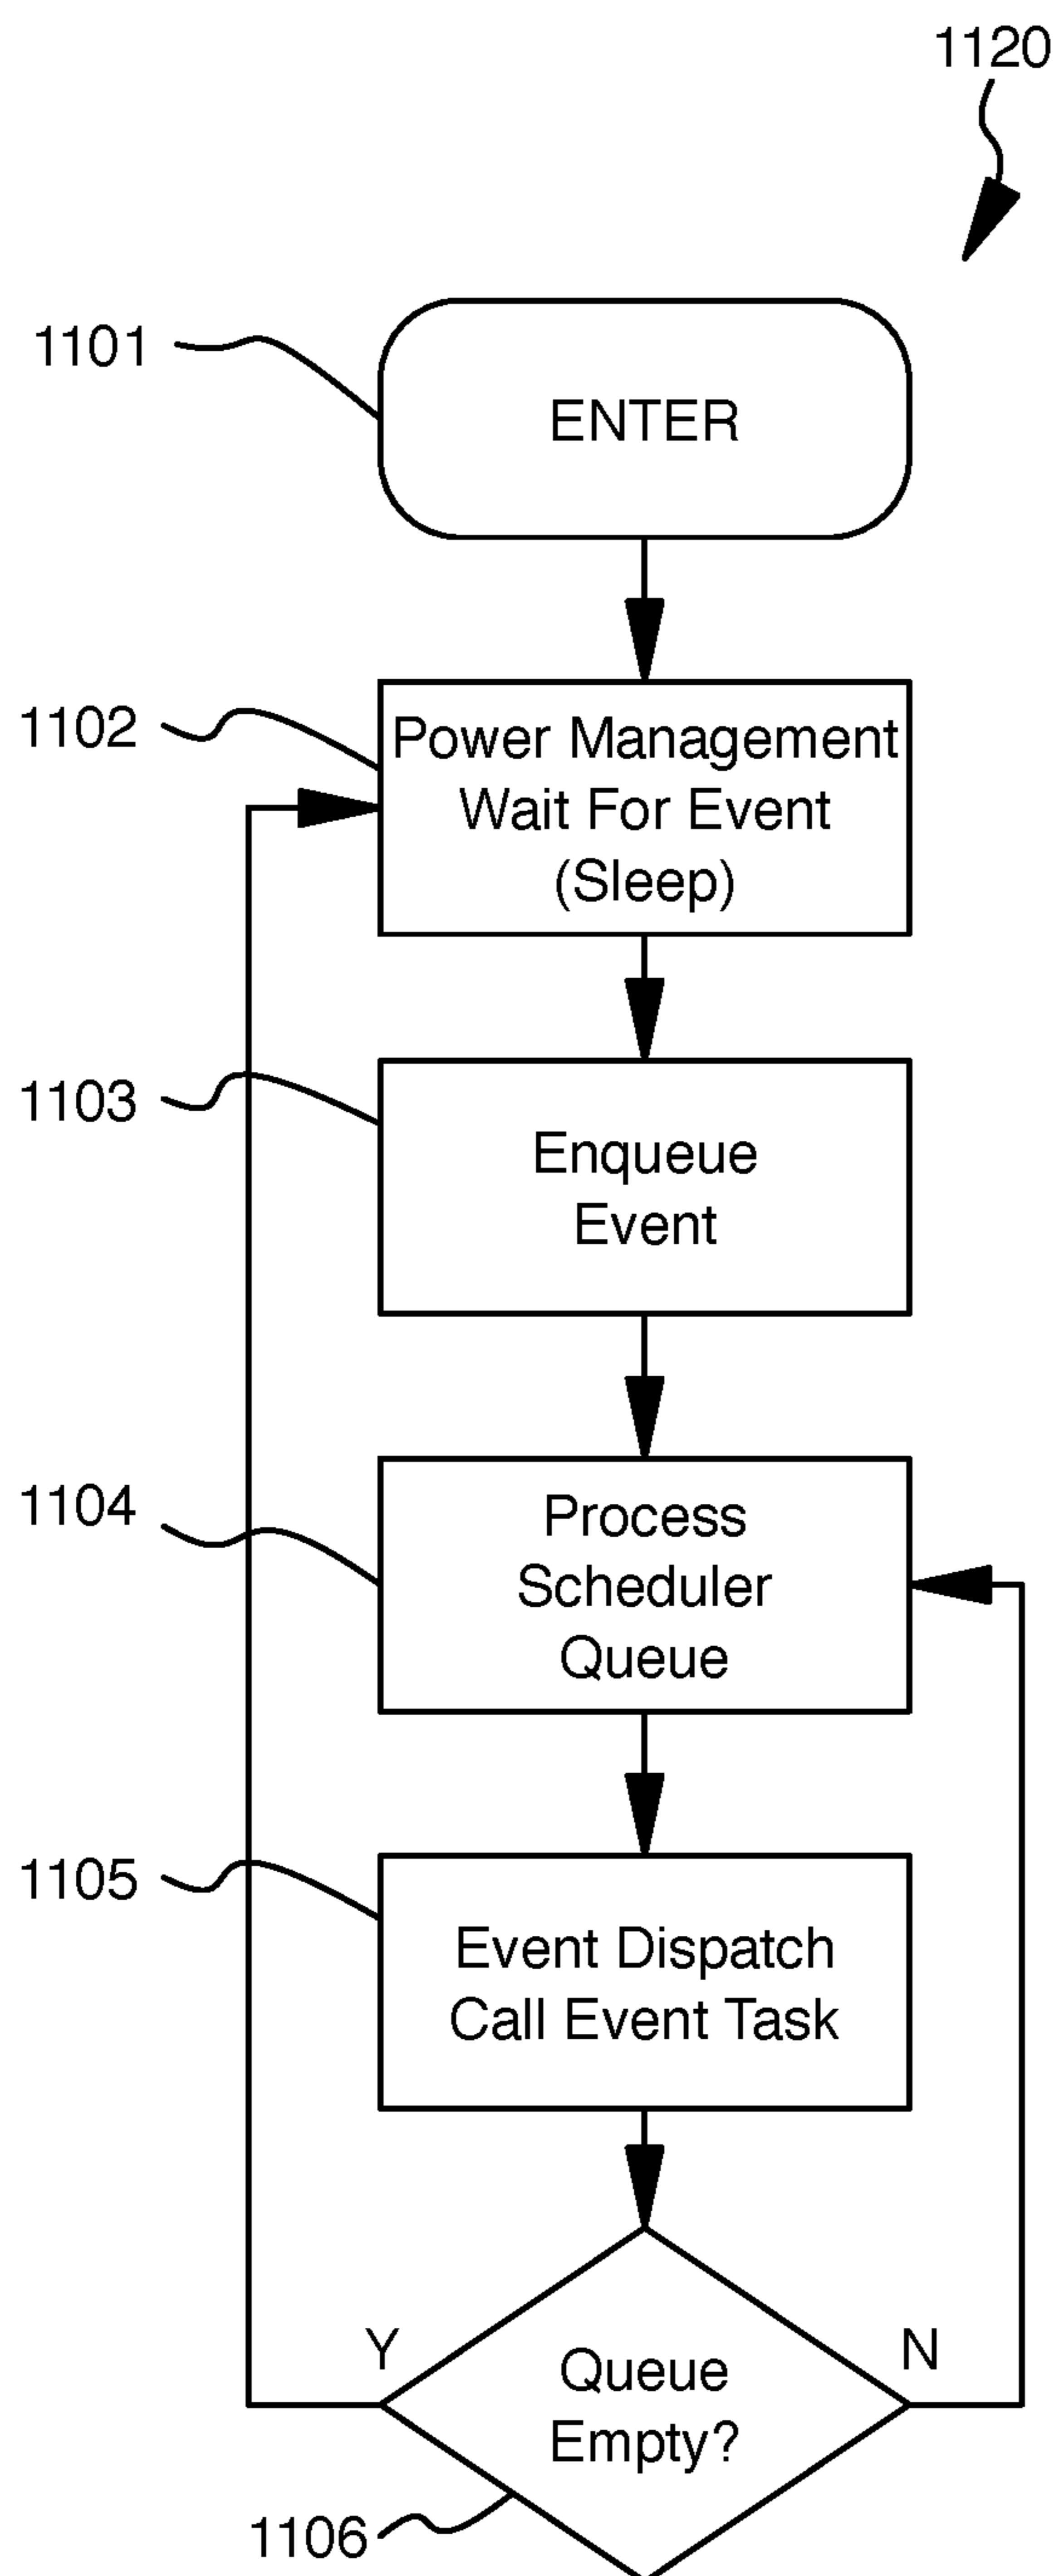 1120
1101
ENTER
1102
Power Management
Wait For Event
(Sleep)
1103
Enqueue
Event
1104
Process
Scheduler
Queue
1105
Event Dispatch
Call Event Task
Y
N
Queue
Empty?
1106